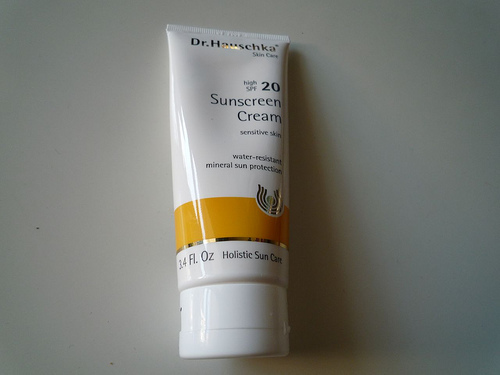 Dr.Hauschka
Skin Care
high
SPF 20
Sunscreen
Cream
sensitive skin
water-resistant
mineral sun protection
3.4 Fl. Oz Holistic Sun Care